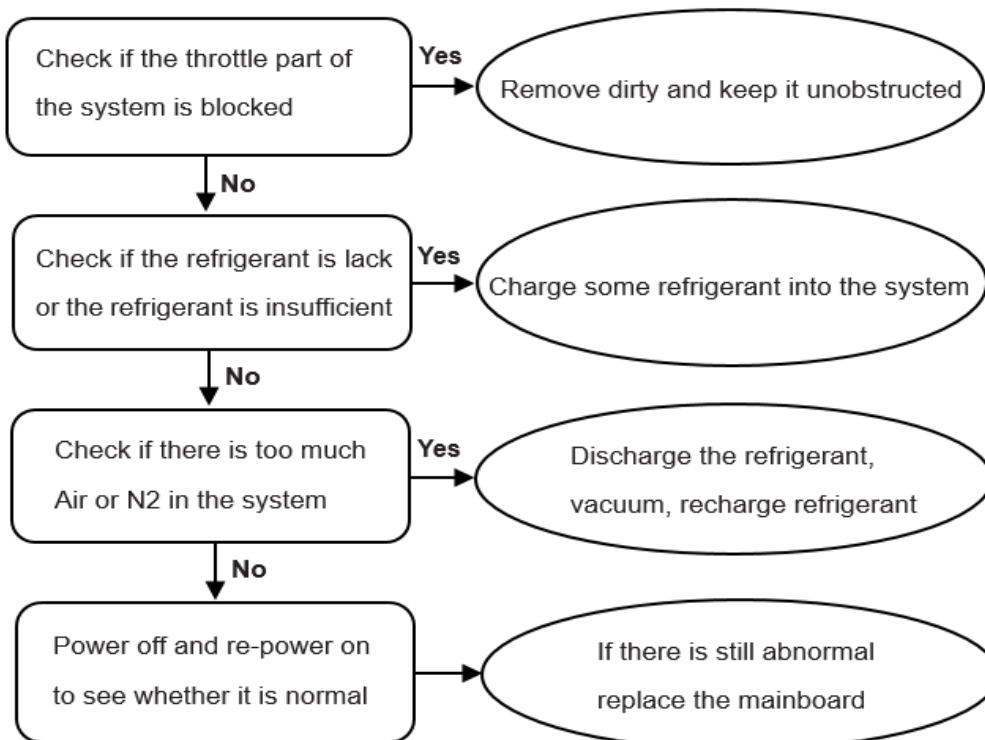 Check if the throttle part of
the system is blocked
Yes
Remove dirty and keep it unobstructed
No
Check if the refrigerant is lack
or the refrigerant is insufficient
Yes
Charge some refrigerant into the system
No
Check if there is too much
Air or N2 in the system
Yes
Discharge the refrigerant,
vacuum, recharge refrigerant
No
Power off and re-power on
to see whether it is normal
If there is still abnormal
replace the mainboard